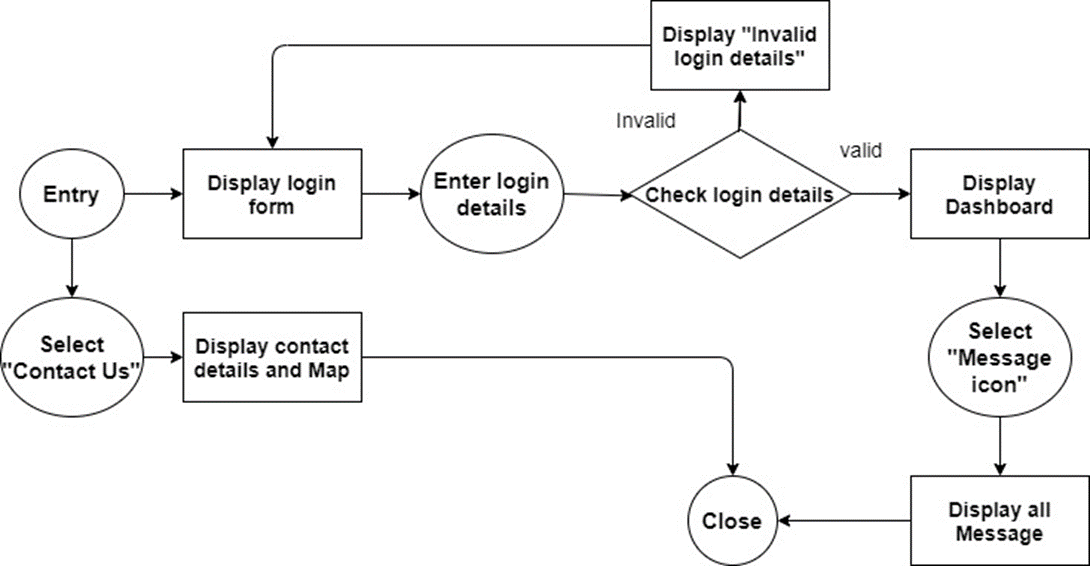 Display "Invalid
login details"
Invalid
valid
Entry
Display login
form
Enter login
details
Check login details
Display
Dashboard
Select
"Contact Us"
Display contact
details and Map
Select
"Message
icon"
Close
Display all
Message